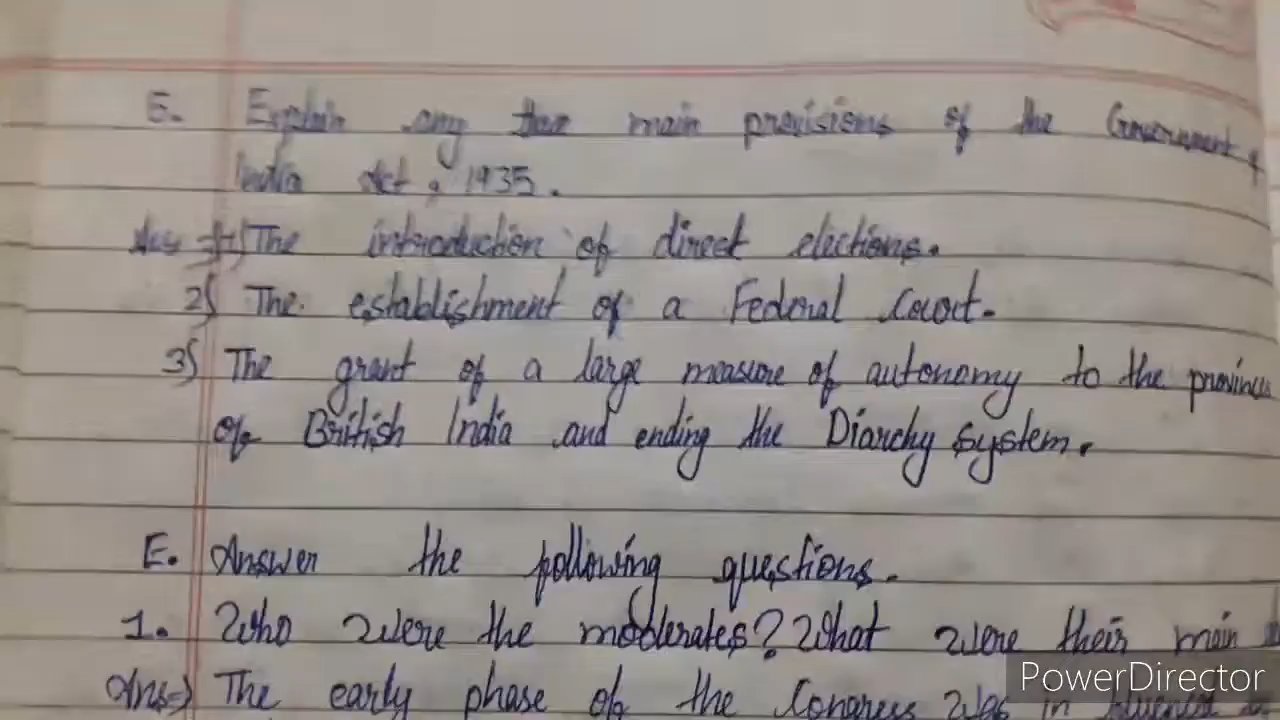 5. Explain any two main provisions of the Government of
India Act, 1935.
Ans =) 1) The introduction of direct elections.
2) The establishment of a Federal Court.
3) The grant of a large measure of autonomy to the provinces
of British India and ending the Diarchy system.
E. Answer the following questions.
1. Who were the moderates? What were their main
Ans=) The early phase of the Congress was
PowerDirector